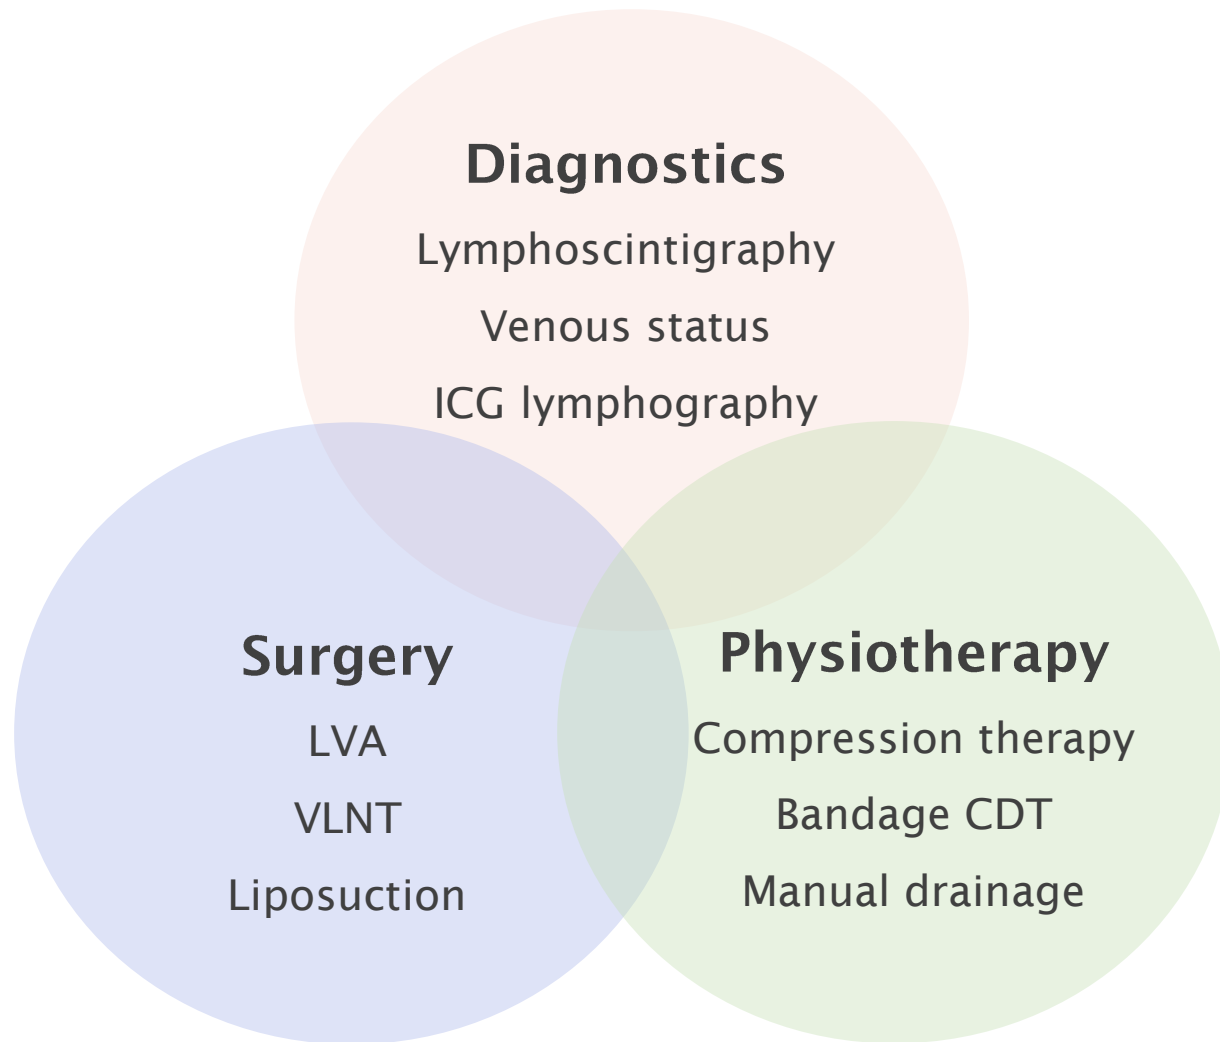 Diagnostics
Lymphoscintigraphy
Venous status
ICG lymphography
Surgery
LVA
VLNT
Liposuction
Physiotherapy
Compression therapy
Bandage CDT
Manual drainage